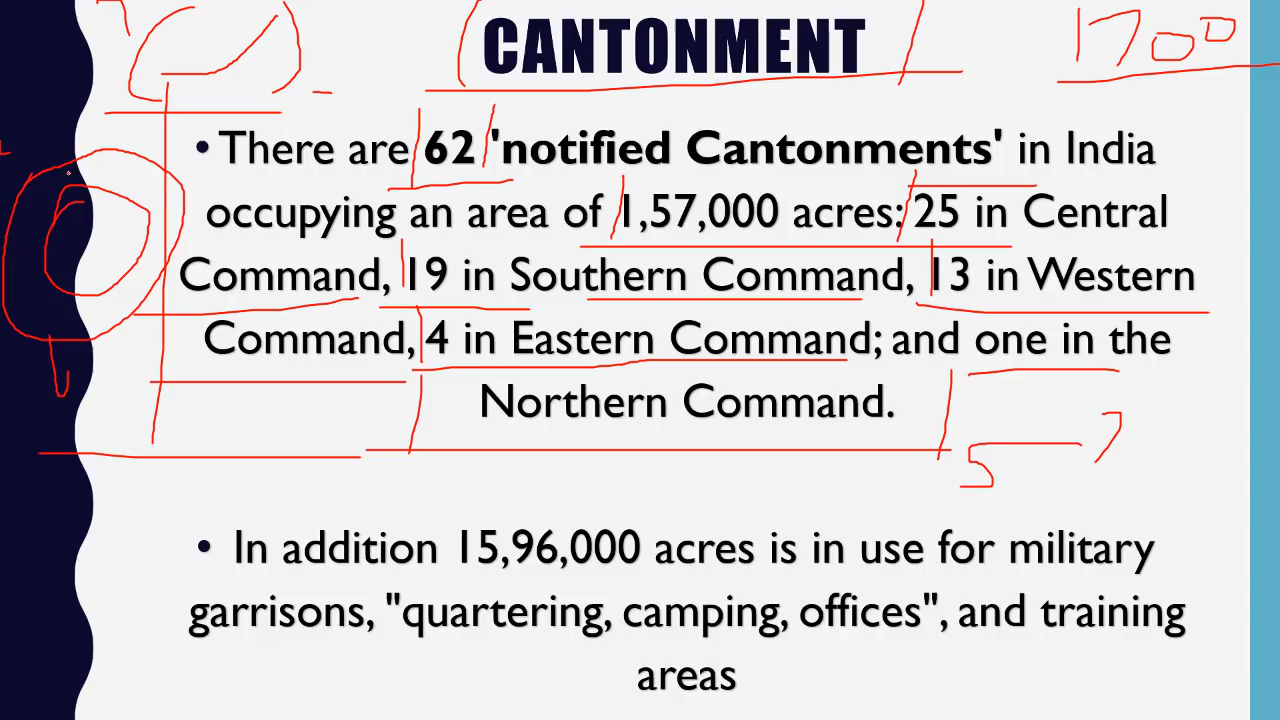 CANTONMENT
1700
•There are 62 'notified Cantonments' in India
occupying an area of 1,57,000 acres: 25 in Central
Command, 19 in Southern Command, 13 in Western
Command, 4 in Eastern Command; and one in the
Northern Command.
5 7
• In addition 15,96,000 acres is in use for military
garrisons, "quartering, camping, offices", and training
areas